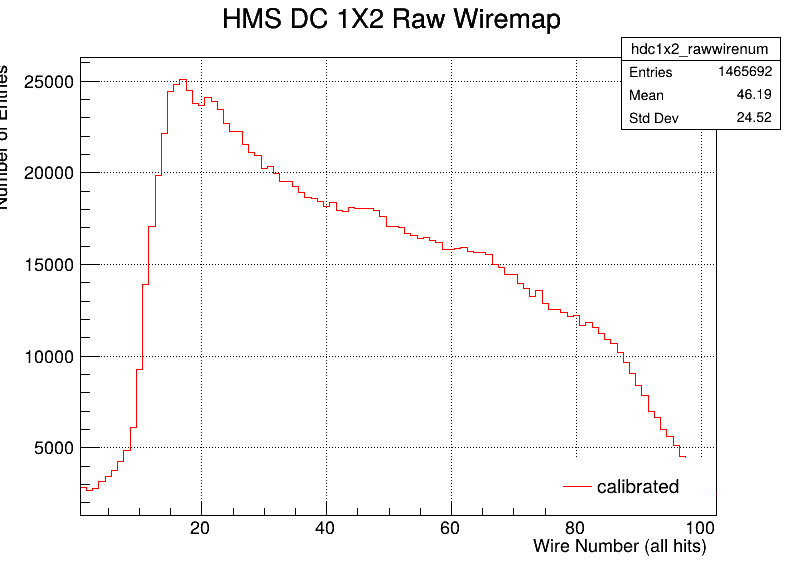 HMS DC 1X2 Raw Wiremap
hdc1x2_rawwirenum
Entries 1465692
Mean 46.19
Std Dev 24.52
Number of Entries
25000
20000
15000
10000
5000
calibrated
20 40 60 80 100
Wire Number (all hits)